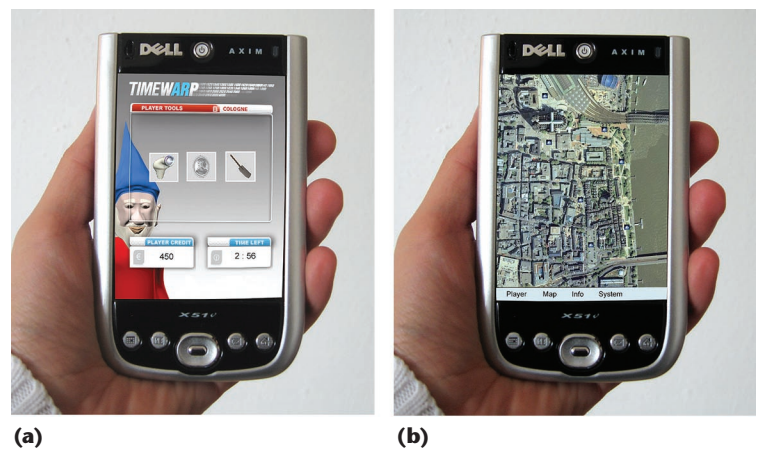 DELL AXIM
TIMEWARP
PLAYER TOOLS COLOGNE
PLAYER CREDIT TIME LEFT
450 2 : 56
X51v
(a)
DELL AXIM
Player Map Info System
X51v
(b)